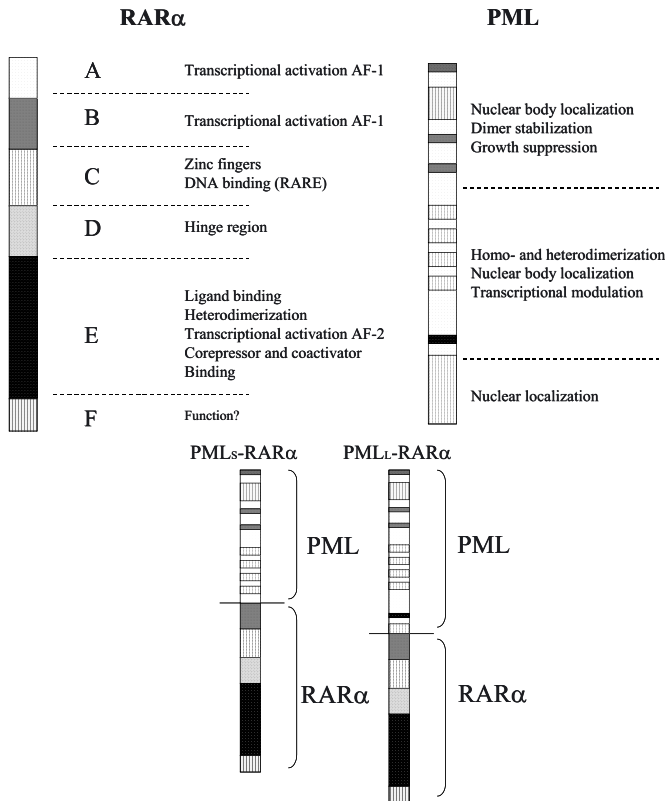 RARα
PML
A
Transcriptional activation AF-1
B
Transcriptional activation AF-1
C
Zinc fingers
DNA binding (RARE)
D
Hinge region
E
Ligand binding
Heterodimerization
Transcriptional activation AF-2
Corepressor and coactivator
Binding
F
Function?
Nuclear body localization
Dimer stabilization
Growth suppression
Homo- and heterodimerization
Nuclear body localization
Transcriptional modulation
Nuclear localization
PMLS-RARα
PML
RARα
PMLL-RARα
PML
RARα